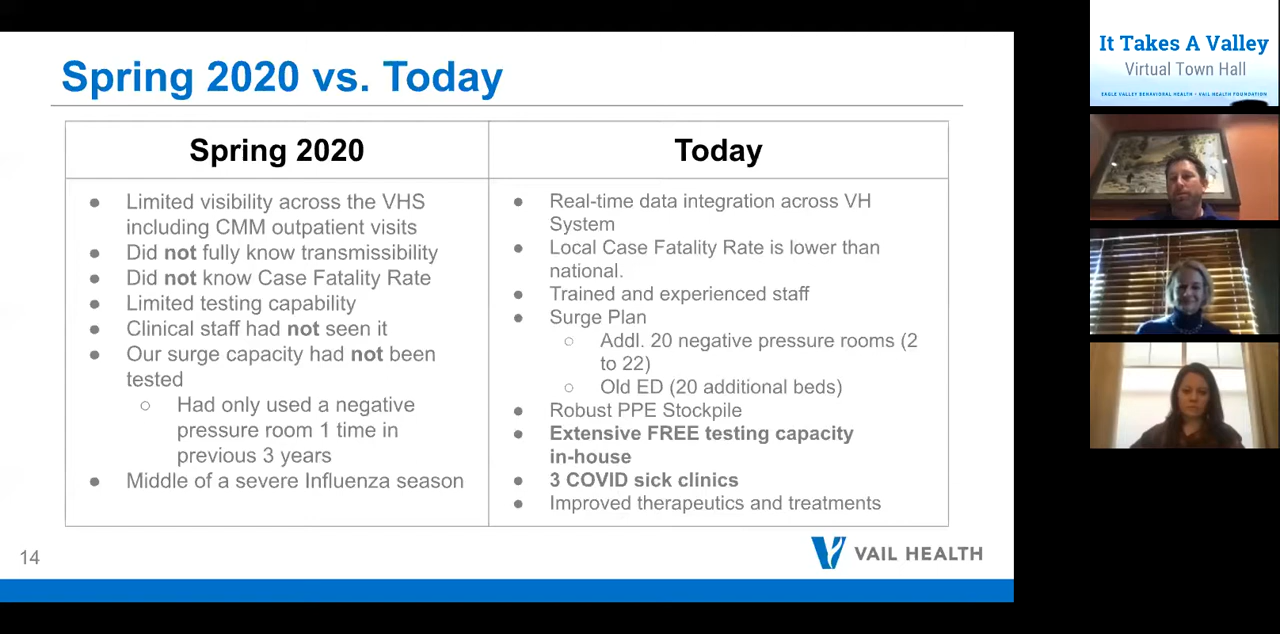 Spring 2020 vs. Today
Spring 2020
● Limited visibility across the VHS
including CMM outpatient visits
● Did not fully know transmissibility
● Did not know Case Fatality Rate
● Limited testing capability
● Clinical staff had not seen it
● Our surge capacity had not been
tested
○ Had only used a negative
pressure room 1 time in
previous 3 years
● Middle of a severe Influenza season
Today
● Real-time data integration across VH
System
● Local Case Fatality Rate is lower than
national.
● Trained and experienced staff
● Surge Plan
○ Addl. 20 negative pressure rooms (2
to 22)
○ Old ED (20 additional beds)
● Robust PPE Stockpile
● Extensive FREE testing capacity
in-house
● 3 COVID sick clinics
● Improved therapeutics and treatments
14
VAIL HEALTH
It Takes A Valley
Virtual Town Hall
EAGLE VALLEY BEHAVIORAL HEALTH • VAIL HEALTH FOUNDATION